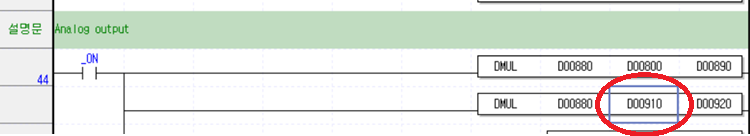 설명문 Analog output
_ON
44 DMUL D00880 D00800 D00890
DMUL D00880 D00910 D00920